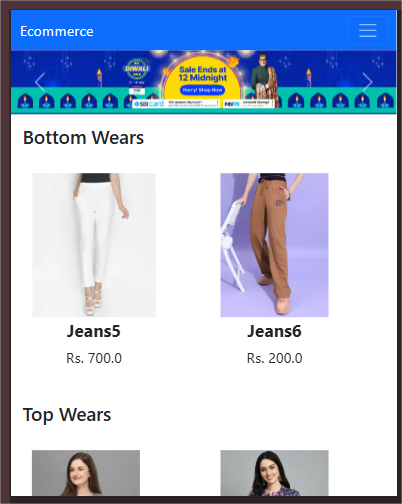 Ecommerce
DIWALI
Sale Ends at
12 Midnight
Hurry! Shop Now
SBI card
Paytm
Bottom Wears
Jeans5
Jeans6
Rs. 700.0
Rs. 200.0
Top Wears